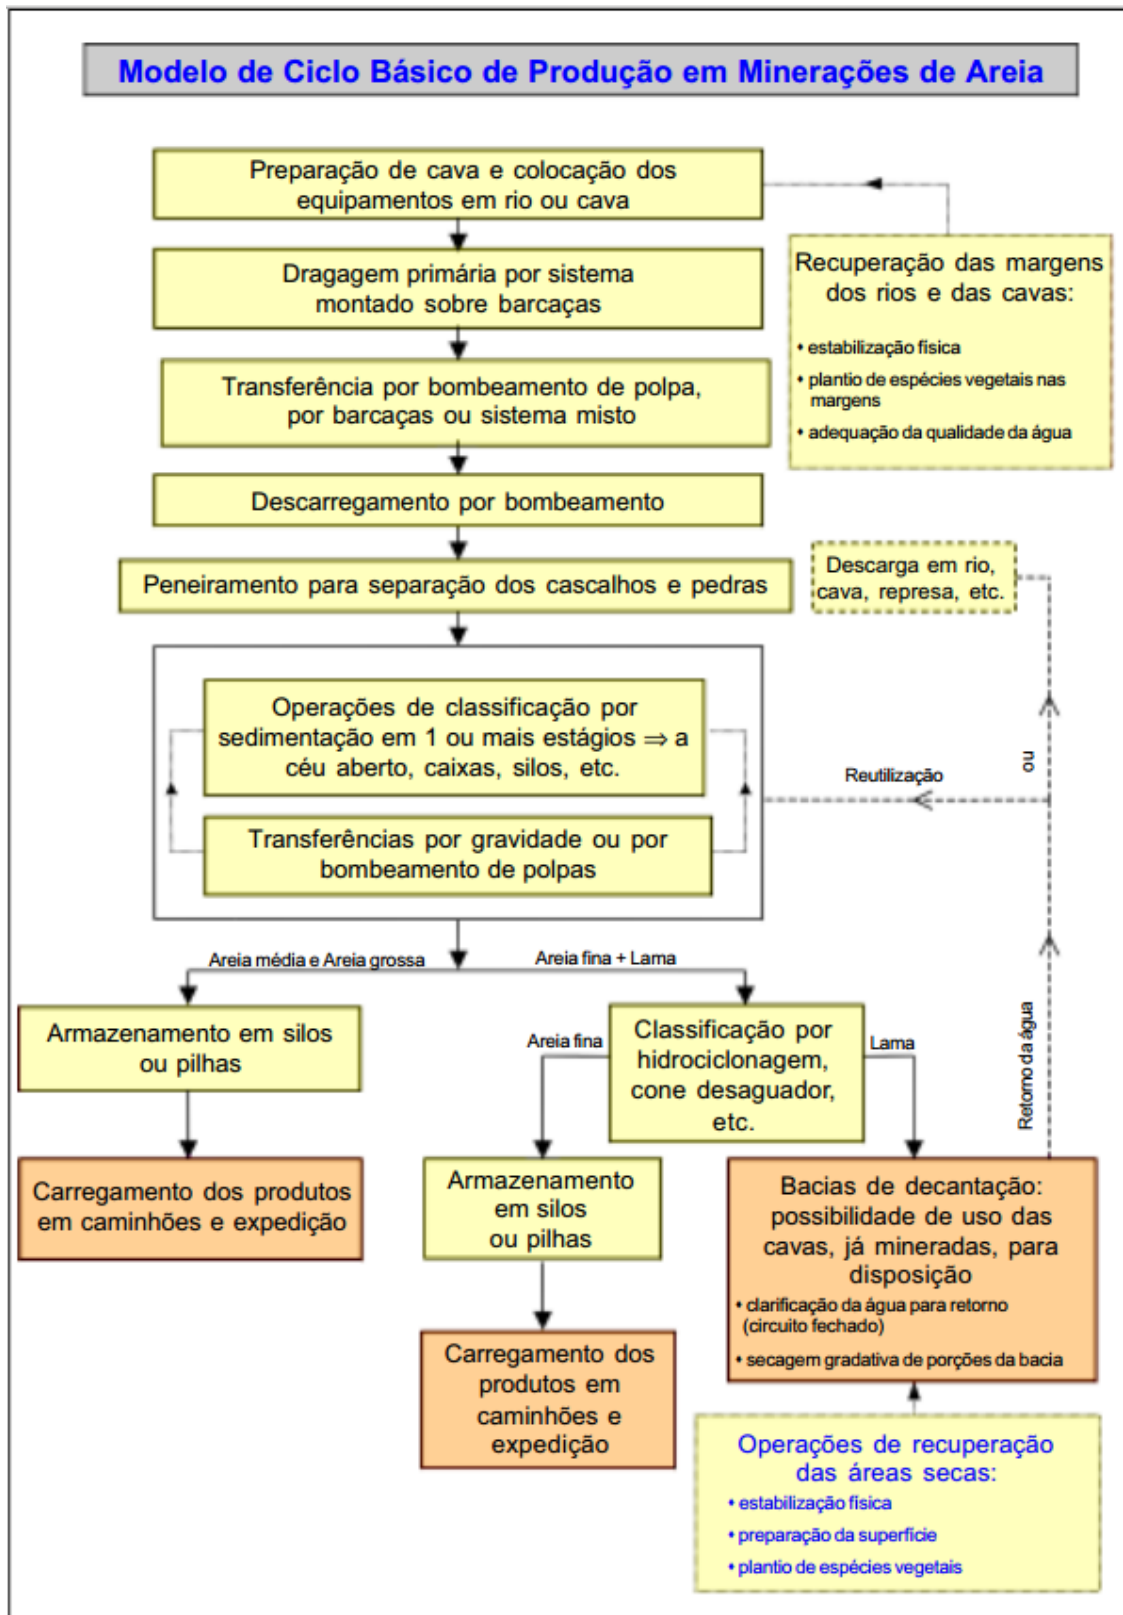 Modelo de Ciclo Básico de Produção em Minerações de Areia
Preparação de cava e colocação dos
equipamentos em rio ou cava
Recuperação das margens
dos rios e das cavas:
• estabilização física
• plantio de espécies vegetais nas
margens
• adequação da qualidade da água
Dragagem primária por sistema
montado sobre barcaças
Transferência por bombeamento de polpa,
por barcaças ou sistema misto
Descarregamento por bombeamento
Peneiramento para separação dos cascalhos e pedras
Descarga em rio,
cava, represa, etc.
Operações de classificação por
sedimentação em 1 ou mais estágios ⇒ a
céu aberto, caixas, silos, etc.
Transferências por gravidade ou por
bombeamento de polpas
Reutilização
ou
Retorno da água
Areia média e Areia grossa
Areia fina + Lama
Armazenamento em silos
ou pilhas
Carregamento dos produtos
em caminhões e expedição
Classificação por
hidrociclonagem,
cone desaguador,
etc.
Areia fina
Lama
Armazenamento
em silos
ou pilhas
Carregamento dos
produtos em
caminhões e
expedição
Bacias de decantação:
possibilidade de uso das
cavas, já mineradas, para
disposição
• clarificação da água para retorno
(circuito fechado)
• secagem gradativa de porções da bacia
Operações de recuperação
das áreas secas:
• estabilização física
• preparação da superfície
• plantio de espécies vegetais